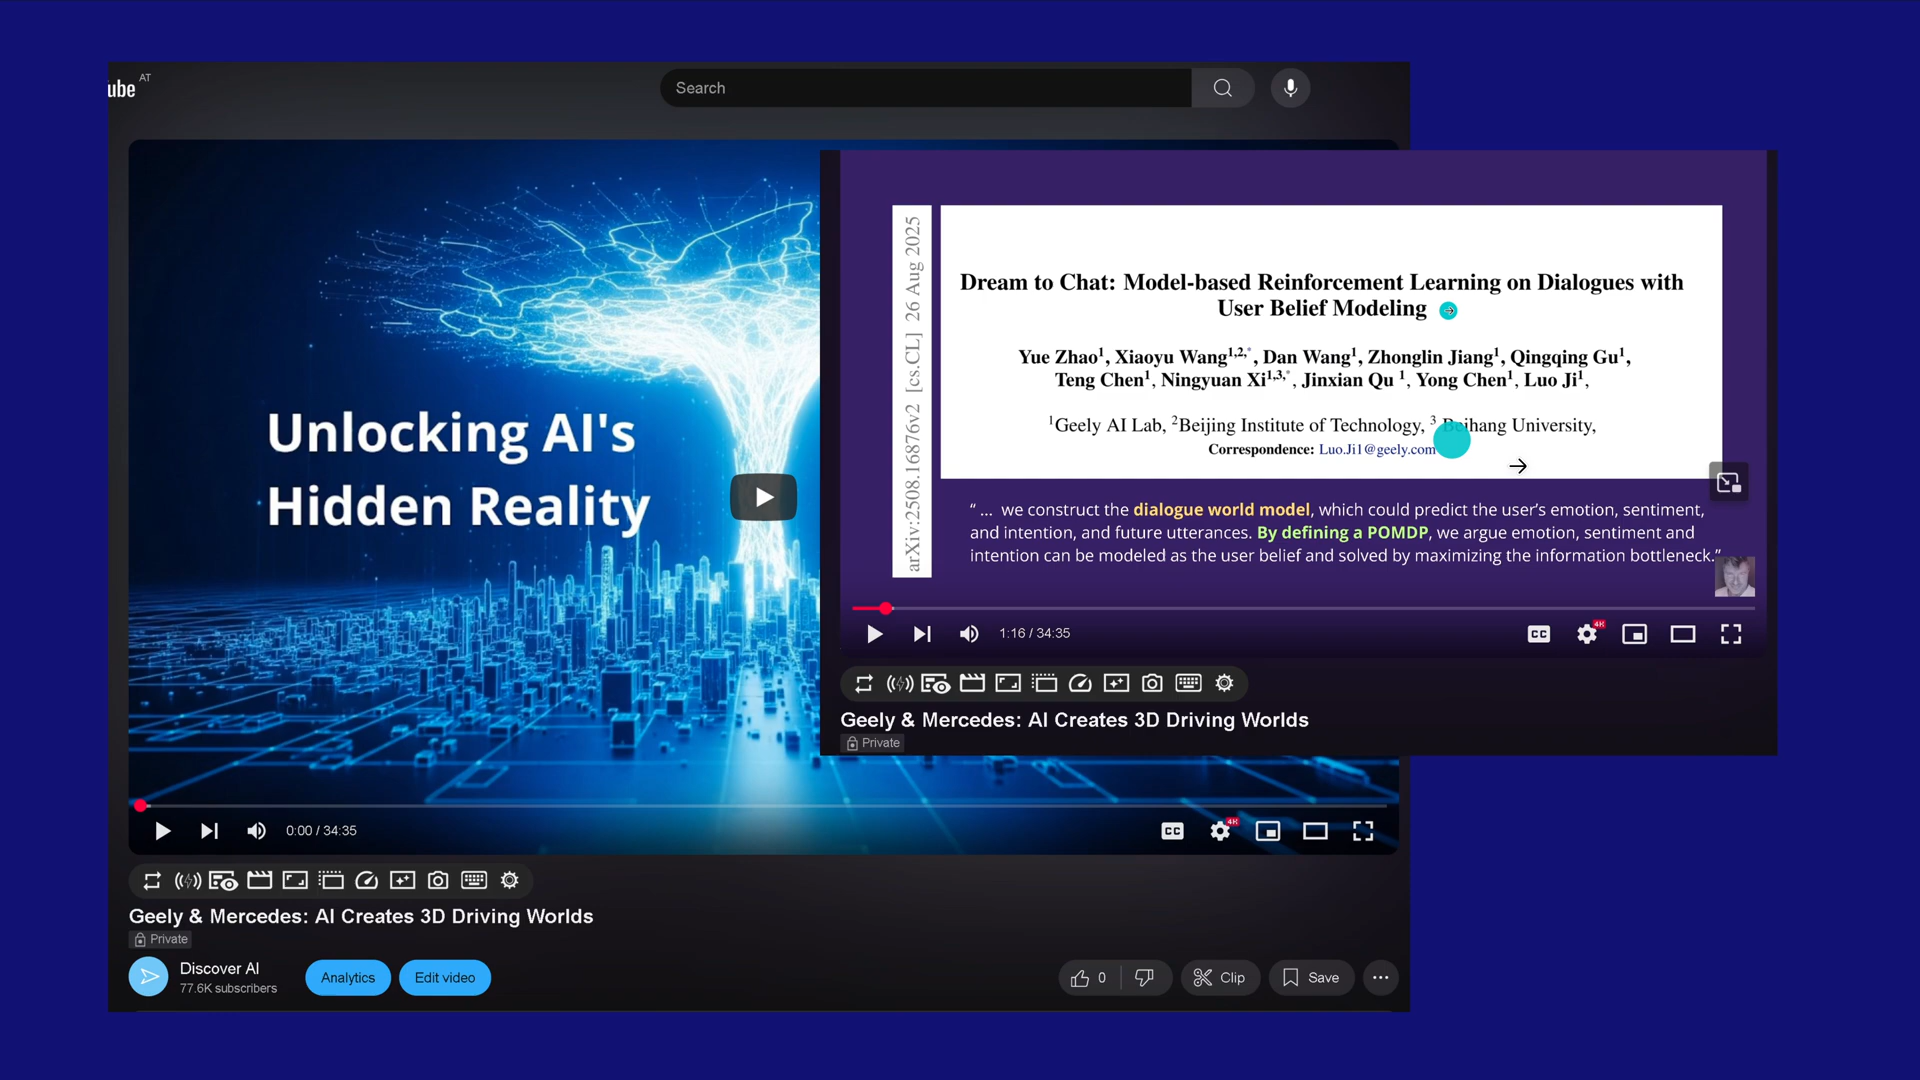 ube AT
Search
Unlocking AI's
Hidden Reality
0:00 / 34:35
CC
4K
Geely & Mercedes: AI Creates 3D Driving Worlds
Private
Discover AI
77.6K subscribers
Analytics
Edit video
0
Clip
Save
arXiv:2508.16876v2 [cs.CL] 26 Aug 2025
Dream to Chat: Model-based Reinforcement Learning on Dialogues with
User Belief Modeling
Yue Zhao¹, Xiaoyu Wang¹,²,*, Dan Wang¹, Zhonglin Jiang¹, Qingqing Gu¹,
Teng Chen¹, Ningyuan Xi¹,³,*, Jinxian Qu ¹, Yong Chen¹, Luo Ji¹,
¹Geely AI Lab, ²Beijing Institute of Technology, ³ Beihang University,
Correspondence: Luo.Ji1@geely.com
“ ... we construct the dialogue world model, which could predict the user’s emotion, sentiment,
and intention, and future utterances. By defining a POMDP, we argue emotion, sentiment and
intention can be modeled as the user belief and solved by maximizing the information bottleneck.”
1:16 / 34:35
CC
4K
Geely & Mercedes: AI Creates 3D Driving Worlds
Private